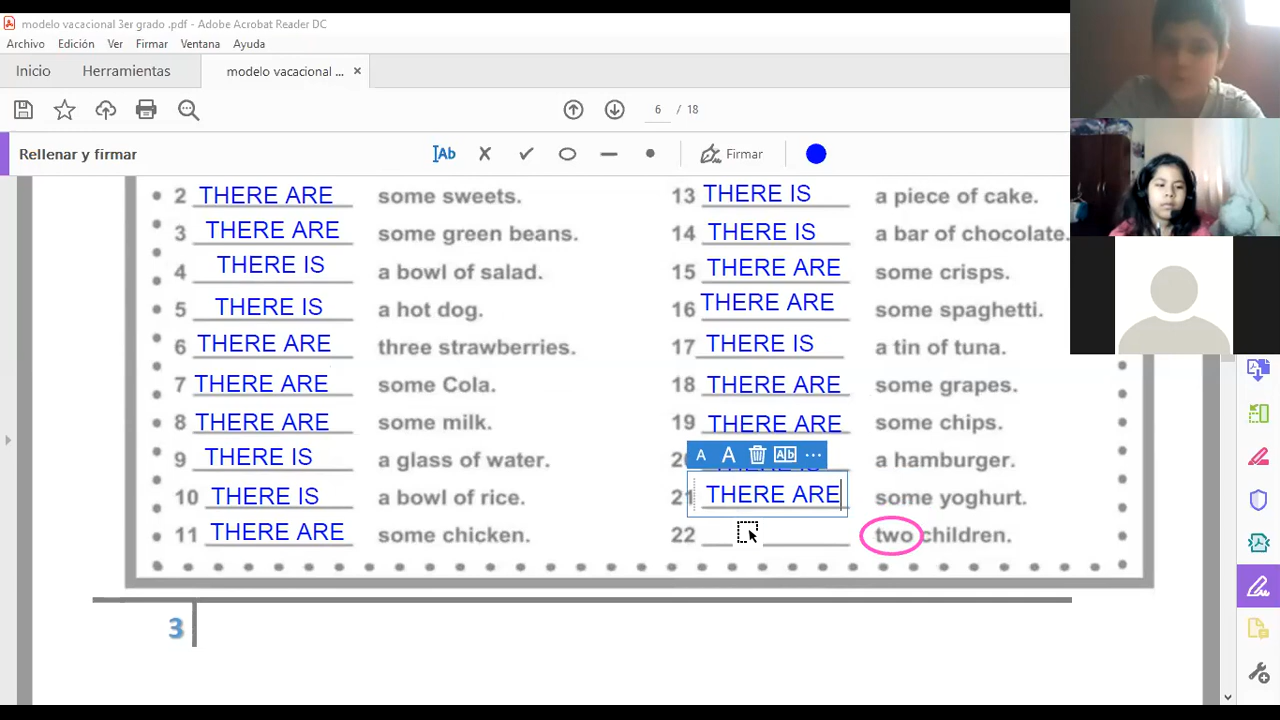 modelo vacacional 3er grado .pdf - Adobe Acrobat Reader DC
Archivo Edición Ver Firmar Ventana Ayuda
Inicio Herramientas modelo vacacional ... ×
6 / 18
Rellenar y firmar Ab Firmar
2 THERE ARE some sweets.
3 THERE ARE some green beans.
4 THERE IS a bowl of salad.
5 THERE IS a hot dog.
6 THERE ARE three strawberries.
7 THERE ARE some Cola.
8 THERE ARE some milk.
9 THERE IS a glass of water.
10 THERE IS a bowl of rice.
11 THERE ARE some chicken.
13 THERE IS a piece of cake.
14 THERE IS a bar of chocolate.
15 THERE ARE some crisps.
16 THERE ARE some spaghetti.
17 THERE IS a tin of tuna.
18 THERE ARE some grapes.
19 THERE ARE some chips.
A A Ab ...
20 THERE IS a hamburger.
21 THERE ARE some yoghurt.
22 two children.
3